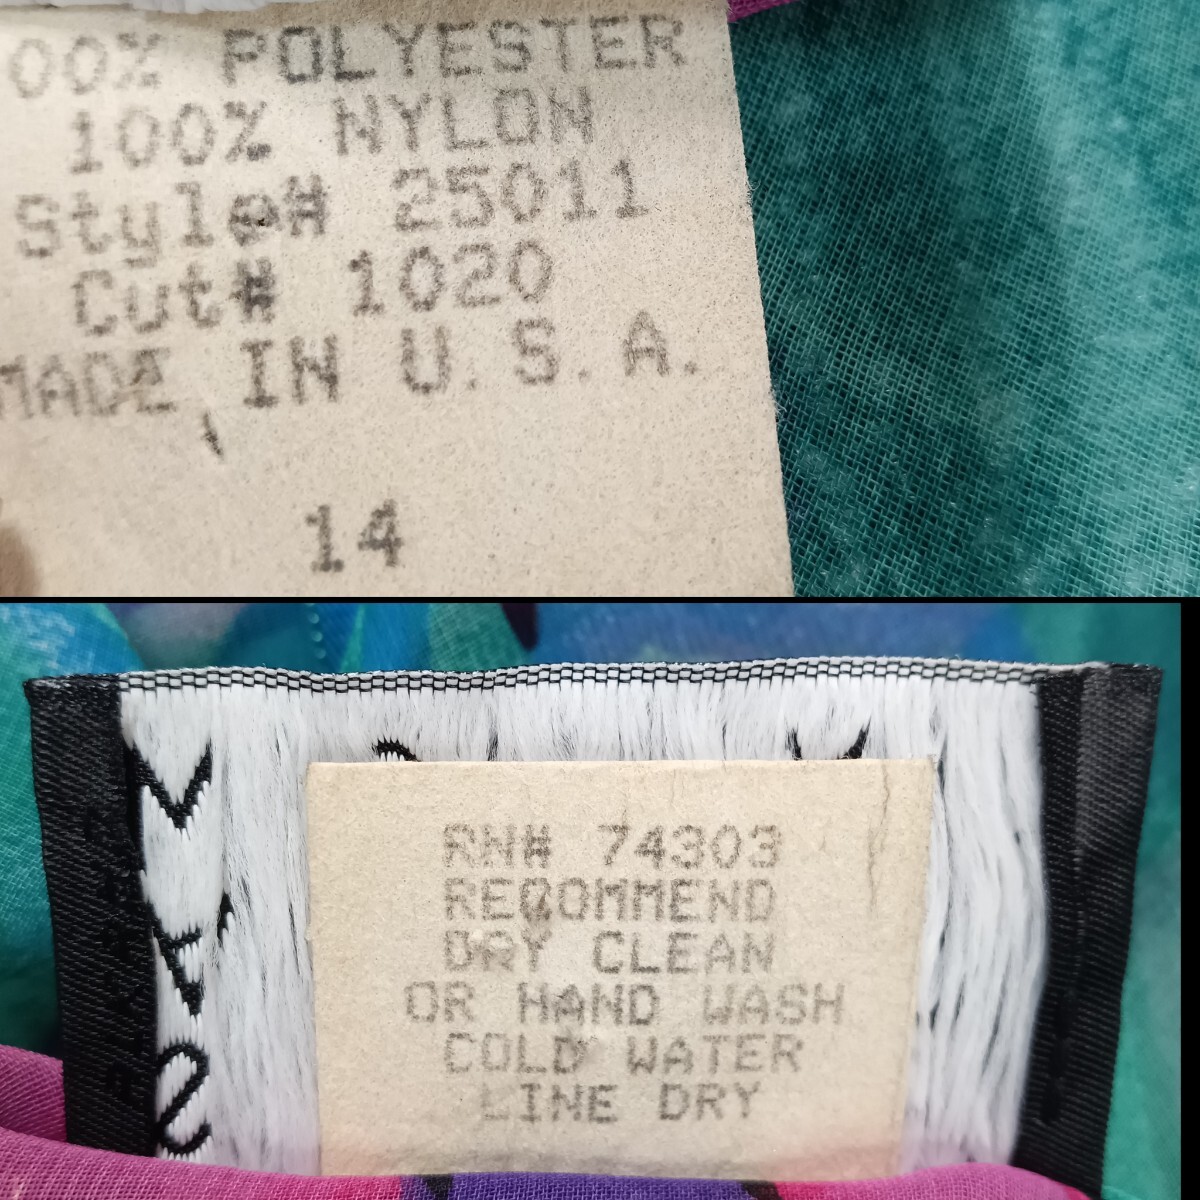 00% POLYESTER
100% NYLON
Style# 25011
Cut# 1020
MADE IN U.S.A.
14
RN# 74303
RECOMMEND
DRY CLEAN
OR HAND WASH
COLD WATER
LINE DRY